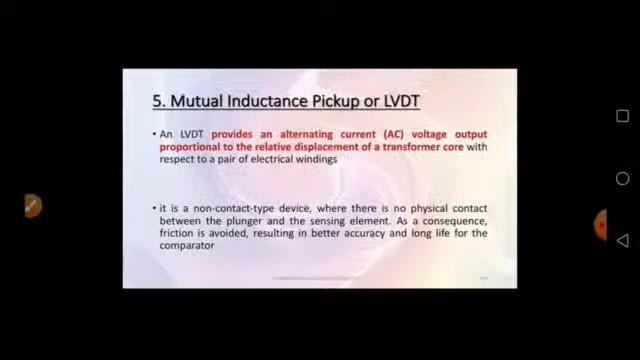 5. Mutual Inductance Pickup or LVDT
• An LVDT provides an alternating current (AC) voltage output
proportional to the relative displacement of a transformer core with
respect to a pair of electrical windings
• it is a non-contact-type device, where there is no physical contact
between the plunger and the sensing element. As a consequence,
friction is avoided, resulting in better accuracy and long life for the
comparator